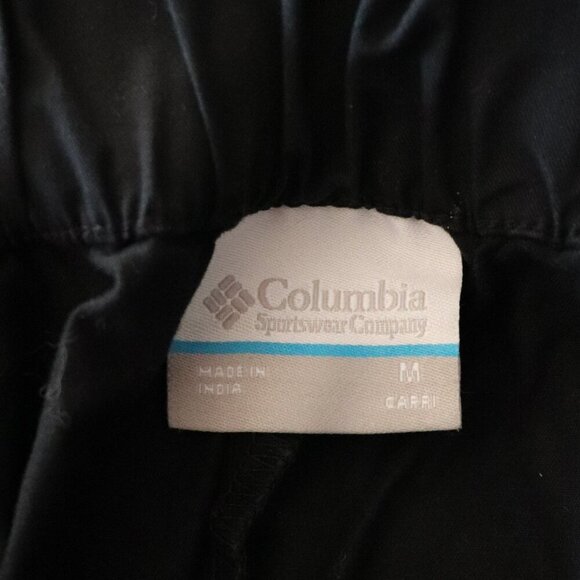 Columbia
Sportswear Company
MADE IN
INDIA
M
CAPRI